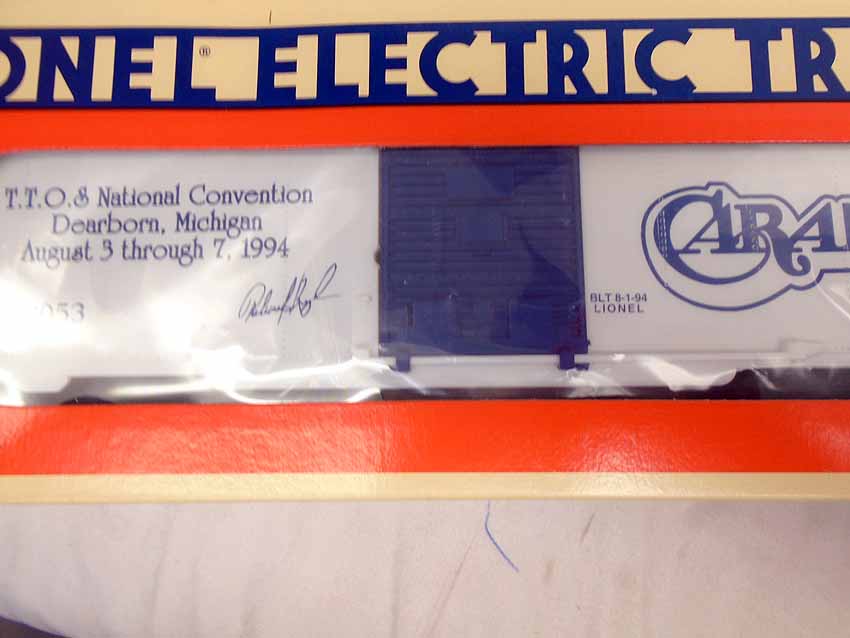 ONEL® ELECTRIC TR
T.T.O.S National Convention
Dearborn, Michigan
August 3 through 7, 1994
053
BLT 8-1-94
LIONEL
CARA